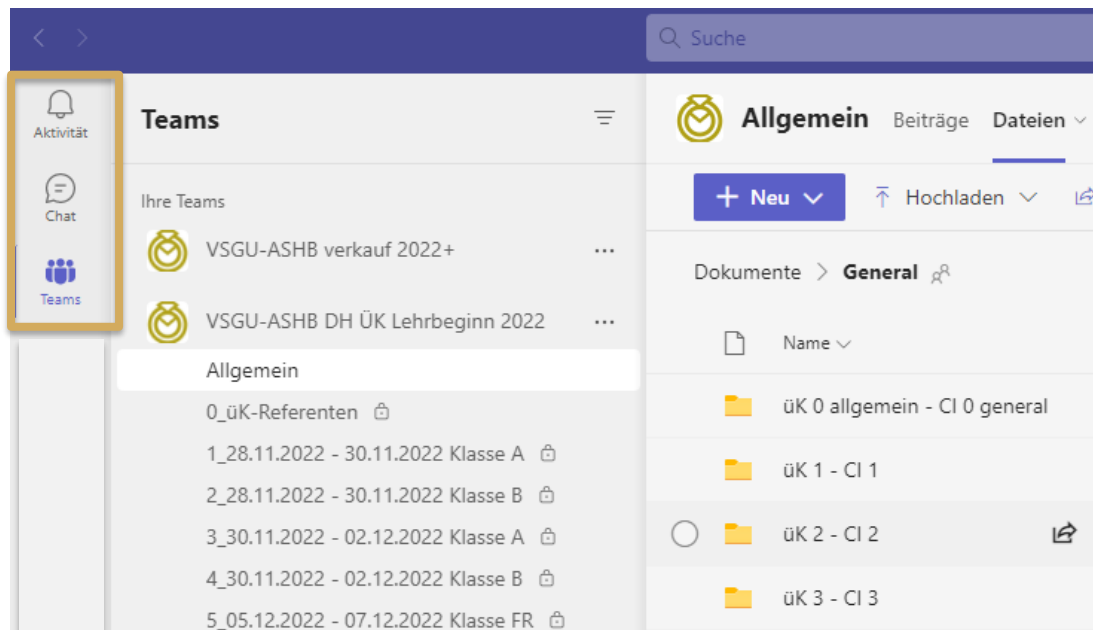 Suche
Aktivität
Chat
Teams
Teams
Ihre Teams
VSGU-ASHB verkauf 2022+
VSGU-ASHB DH ÜK Lehrbeginn 2022
Allgemein
0_üK-Referenten
1_28.11.2022 - 30.11.2022 Klasse A
2_28.11.2022 - 30.11.2022 Klasse B
3_30.11.2022 - 02.12.2022 Klasse A
4_30.11.2022 - 02.12.2022 Klasse B
5_05.12.2022 - 07.12.2022 Klasse FR
Allgemein Beiträge Dateien
Neu Hochladen
Dokumente > General
Name
üK 0 allgemein - CI 0 general
üK 1 - CI 1
üK 2 - CI 2
üK 3 - CI 3